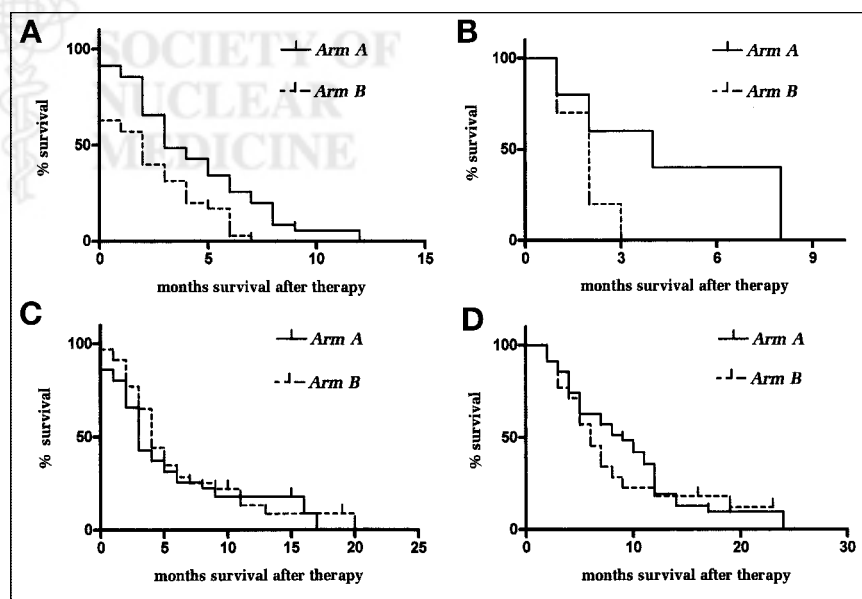 SOCIETY OF
NUCLEAR
MEDICINE
A
100
50
0
% survival
Arm A
Arm B
0 5 10 15
months survival after therapy
B
100
50
0
% survival
Arm A
Arm B
0 3 6 9
months survival after therapy
C
100
50
0
% survival
Arm A
Arm B
0 5 10 15 20 25
months survival after therapy
D
100
50
0
% survival
Arm A
Arm B
0 10 20 30
months survival after therapy